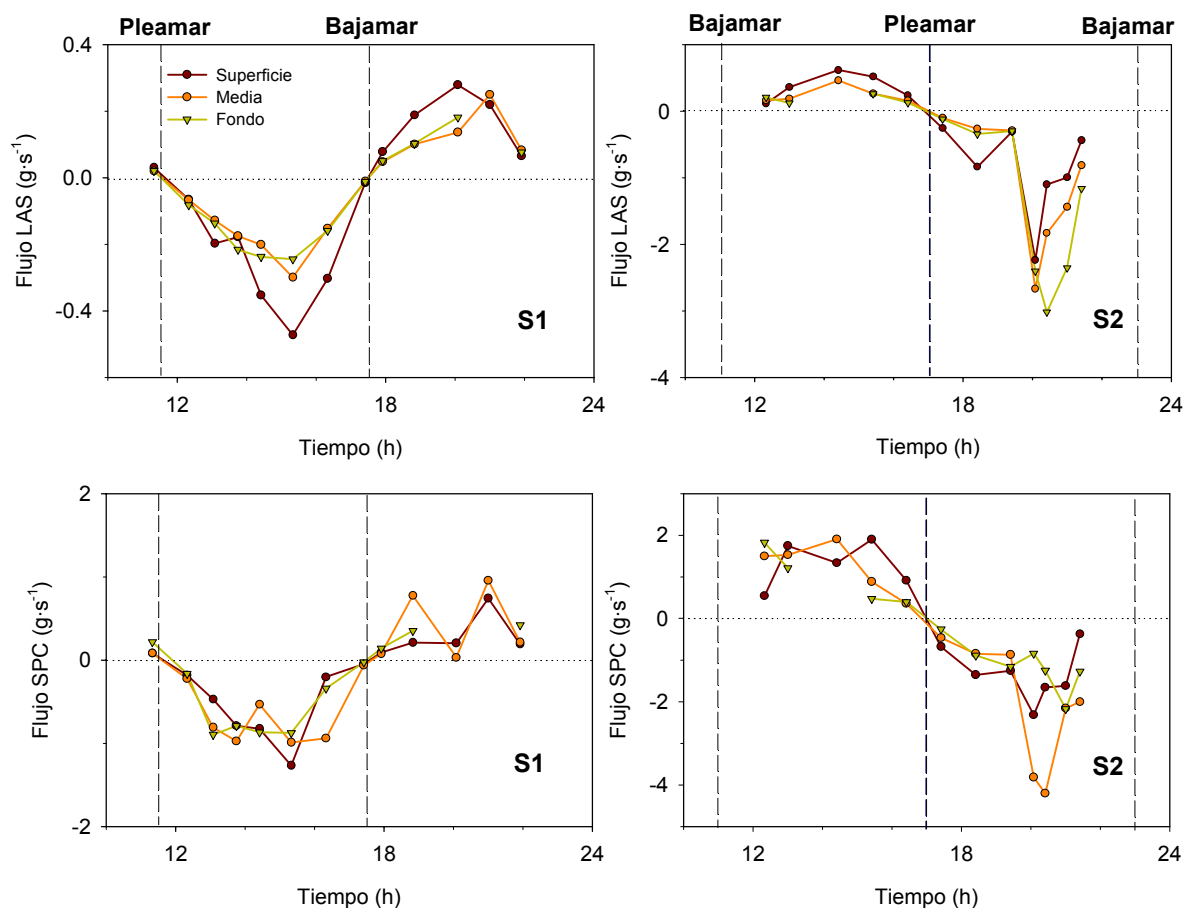 Pleamar Bajamar
Bajamar Pleamar Bajamar
0.4
0.0
-0.4
Flujo LAS (g·s-1)
Superficie
Media
Fondo
S1
12 18 24
Tiempo (h)
0
-2
-4
Flujo LAS (g·s-1)
S2
12 18 24
Tiempo (h)
2
0
-2
Flujo SPC (g·s-1)
S1
12 18 24
Tiempo (h)
2
0
-2
-4
Flujo SPC (g·s-1)
S2
12 18 24
Tiempo (h)